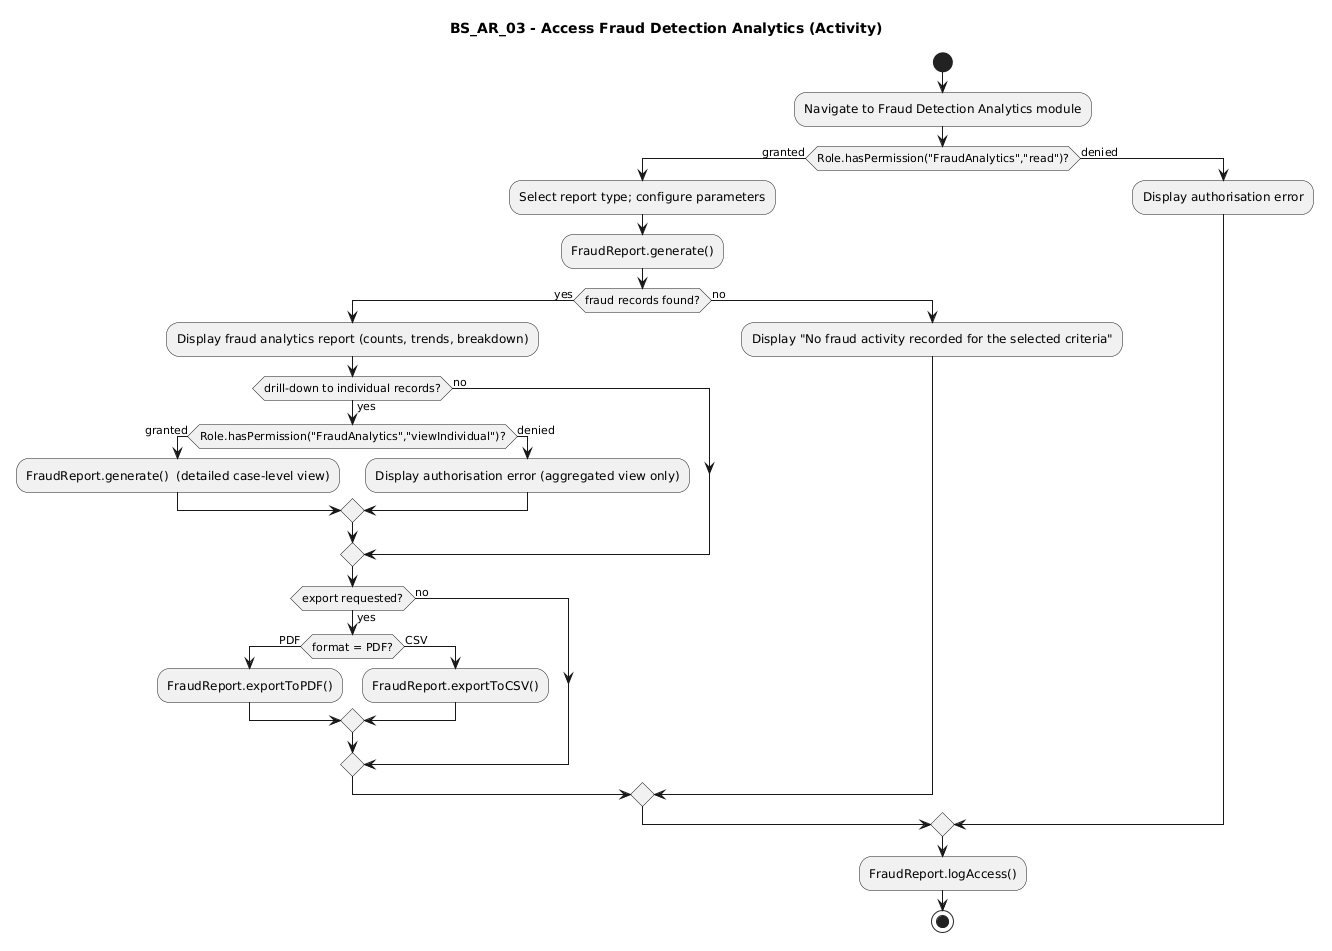 BS_AR_03 - Access Fraud Detection Analytics (Activity)
Navigate to Fraud Detection Analytics module
granted
Role.hasPermission("FraudAnalytics","read")?
denied
Select report type; configure parameters
Display authorisation error
FraudReport.generate()
yes
fraud records found?
no
Display fraud analytics report (counts, trends, breakdown)
Display "No fraud activity recorded for the selected criteria"
drill-down to individual records?
no
yes
granted
Role.hasPermission("FraudAnalytics","viewIndividual")?
denied
FraudReport.generate()  (detailed case-level view)
Display authorisation error (aggregated view only)
export requested?
no
yes
PDF
format = PDF?
CSV
FraudReport.exportToPDF()
FraudReport.exportToCSV()
FraudReport.logAccess()